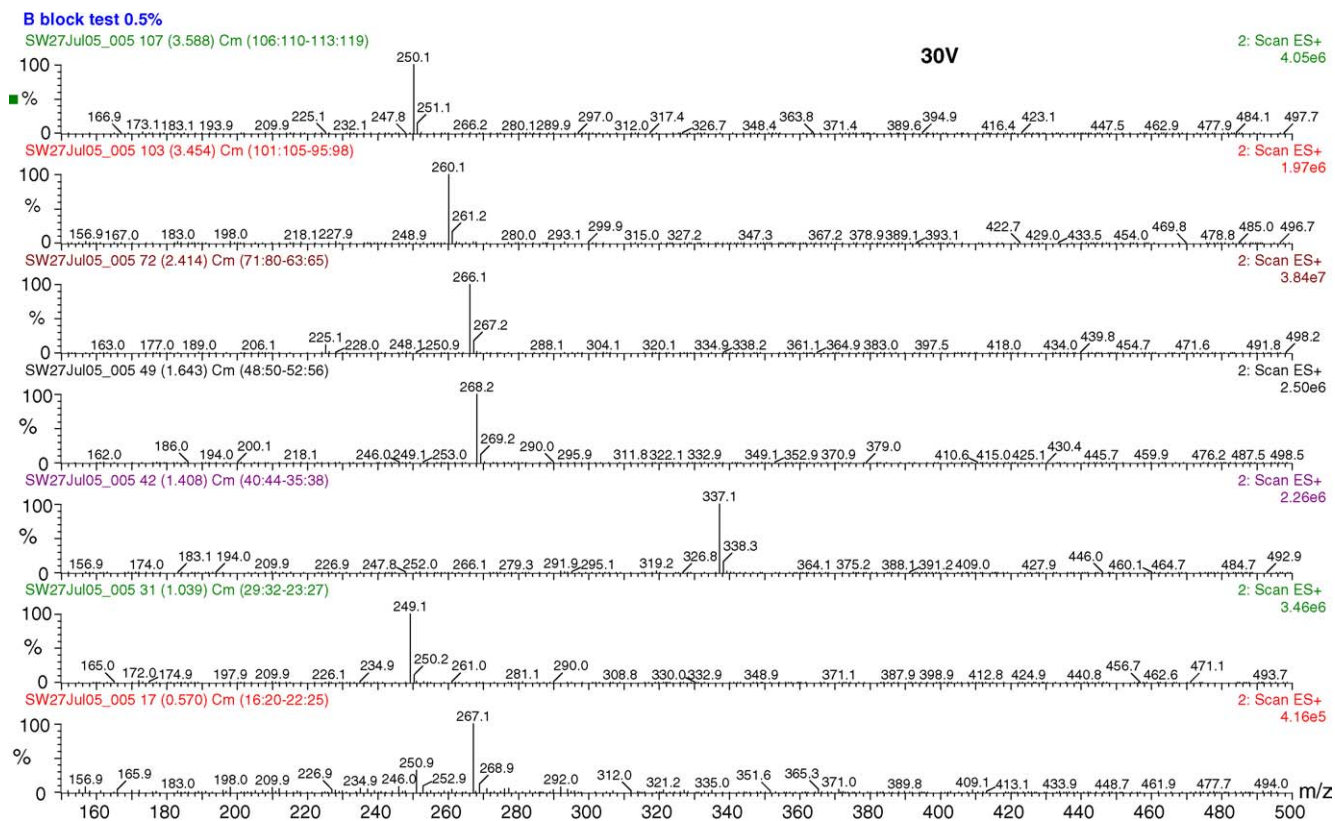 B block test 0.5%
SW27Jul05_005 107 (3.588) Cm (106:110-113:119)
2: Scan ES+
4.05e6
30V
100
%
0
250.1
166.9 173.1 183.1 193.9 209.9 225.1 232.1 247.8 251.1 266.2 280.1 289.9 297.0 312.0 317.4 326.7 348.4 363.8 371.4 389.6 394.9 416.4 423.1 447.5 462.9 477.9 484.1 497.7
SW27Jul05_005 103 (3.454) Cm (101:105-95:98)
2: Scan ES+
1.97e6
100
%
0
260.1
156.9 167.0 183.0 198.0 218.1 227.9 248.9 261.2 280.0 293.1 299.9 315.0 327.2 347.3 367.2 378.9 389.1 393.1 422.7 429.0 433.5 454.0 469.8 478.8 485.0 496.7
SW27Jul05_005 72 (2.414) Cm (71:80-63:65)
2: Scan ES+
3.84e7
100
%
0
266.1
163.0 177.0 189.0 206.1 225.1 228.0 248.1 250.9 267.2 288.1 304.1 320.1 334.9 338.2 361.1 364.9 383.0 397.5 418.0 434.0 439.8 454.7 471.6 491.8 498.2
SW27Jul05_005 49 (1.643) Cm (48:50-52:56)
2: Scan ES+
2.50e6
100
%
0
268.2
162.0 186.0 194.0 200.1 218.1 246.0 249.1 253.0 269.2 290.0 295.9 311.8 322.1 332.9 349.1 352.9 370.9 379.0 410.6 415.0 425.1 430.4 445.7 459.9 476.2 487.5 498.5
SW27Jul05_005 42 (1.408) Cm (40:44-35:38)
2: Scan ES+
2.26e6
100
%
0
337.1
156.9 174.0 183.1 194.0 209.9 226.9 247.8 252.0 266.1 279.3 291.9 295.1 319.2 326.8 338.3 364.1 375.2 388.1 391.2 409.0 427.9 446.0 460.1 464.7 484.7 492.9
SW27Jul05_005 31 (1.039) Cm (29:32-23:27)
2: Scan ES+
3.46e6
100
%
0
249.1
165.0 172.0 174.9 197.9 209.9 226.1 234.9 250.2 261.0 281.1 290.0 308.8 330.0 332.9 348.9 371.1 387.9 398.9 412.8 424.9 440.8 456.7 462.6 471.1 493.7
SW27Jul05_005 17 (0.570) Cm (16:20-22:25)
2: Scan ES+
4.16e5
100
%
0
267.1
156.9 165.9 183.0 198.0 209.9 226.9 234.9 246.0 250.9 252.9 268.9 292.0 312.0 321.2 335.0 351.6 365.3 371.0 389.8 409.1 413.1 433.9 448.7 461.9 477.7 494.0
m/z
160 180 200 220 240 260 280 300 320 340 360 380 400 420 440 460 480 500